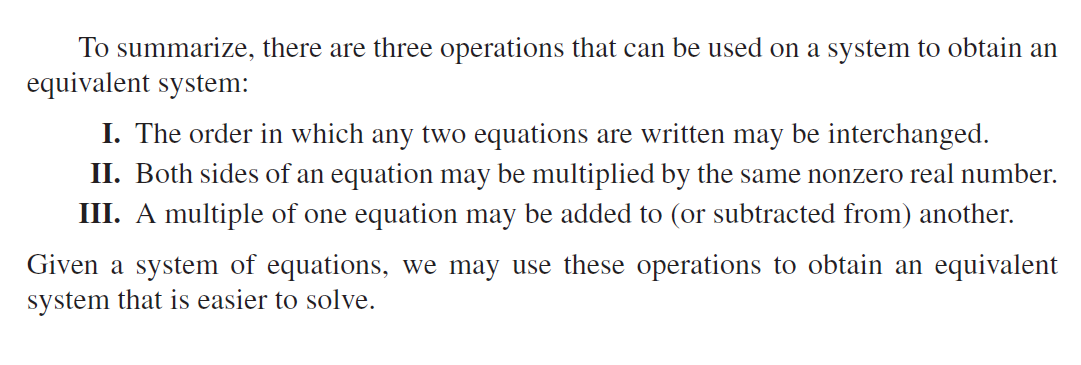 To summarize, there are three operations that can be used on a system to obtain an
equivalent system:
I. The order in which any two equations are written may be interchanged.
II. Both sides of an equation may be multiplied by the same nonzero real number.
III. A multiple of one equation may be added to (or subtracted from) another.
Given a system of equations, we may use these operations to obtain an equivalent
system that is easier to solve.